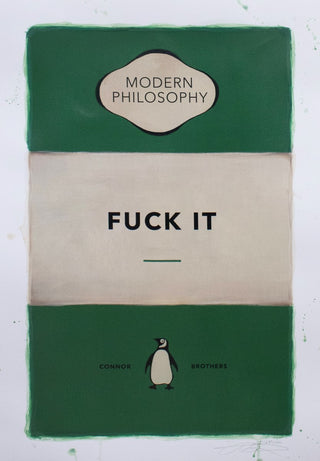 MODERN
PHILOSOPHY
FUCK IT
CONNOR BROTHERS